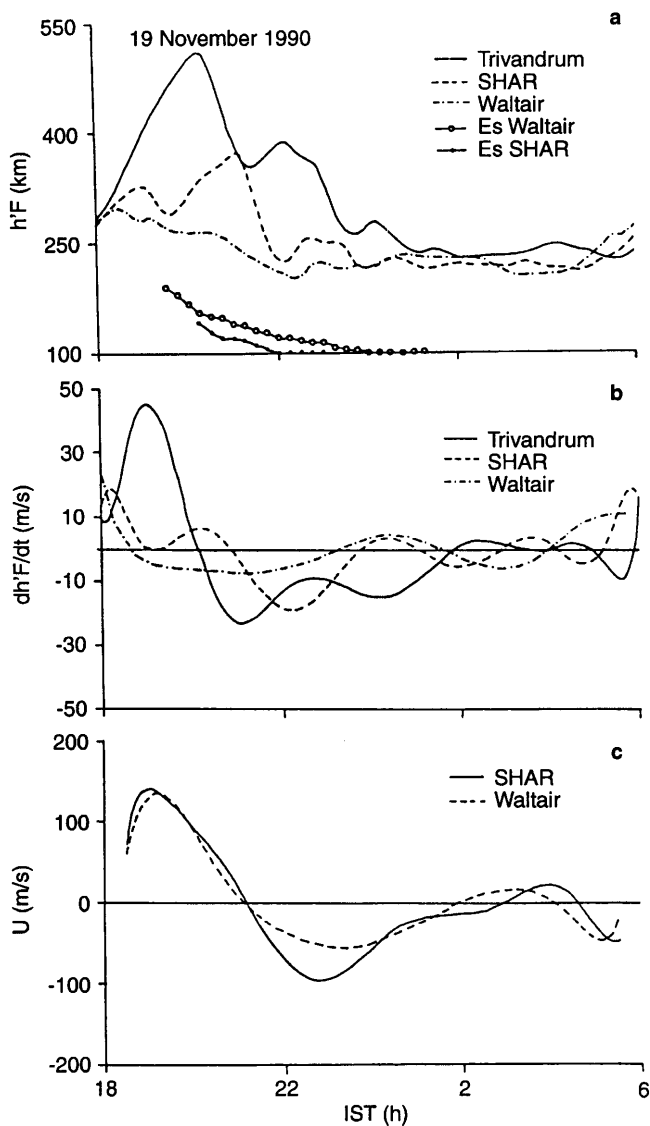 a
550
19 November 1990
Trivandrum
SHAR
Waltair
Es Waltair
Es SHAR
400
h'F (km)
250
100
b
50
Trivandrum
SHAR
Waltair
30
10
dh'F/dt (m/s)
-10
-30
-50
c
200
SHAR
Waltair
100
U (m/s)
0
-100
-200
18
22
2
6
IST (h)